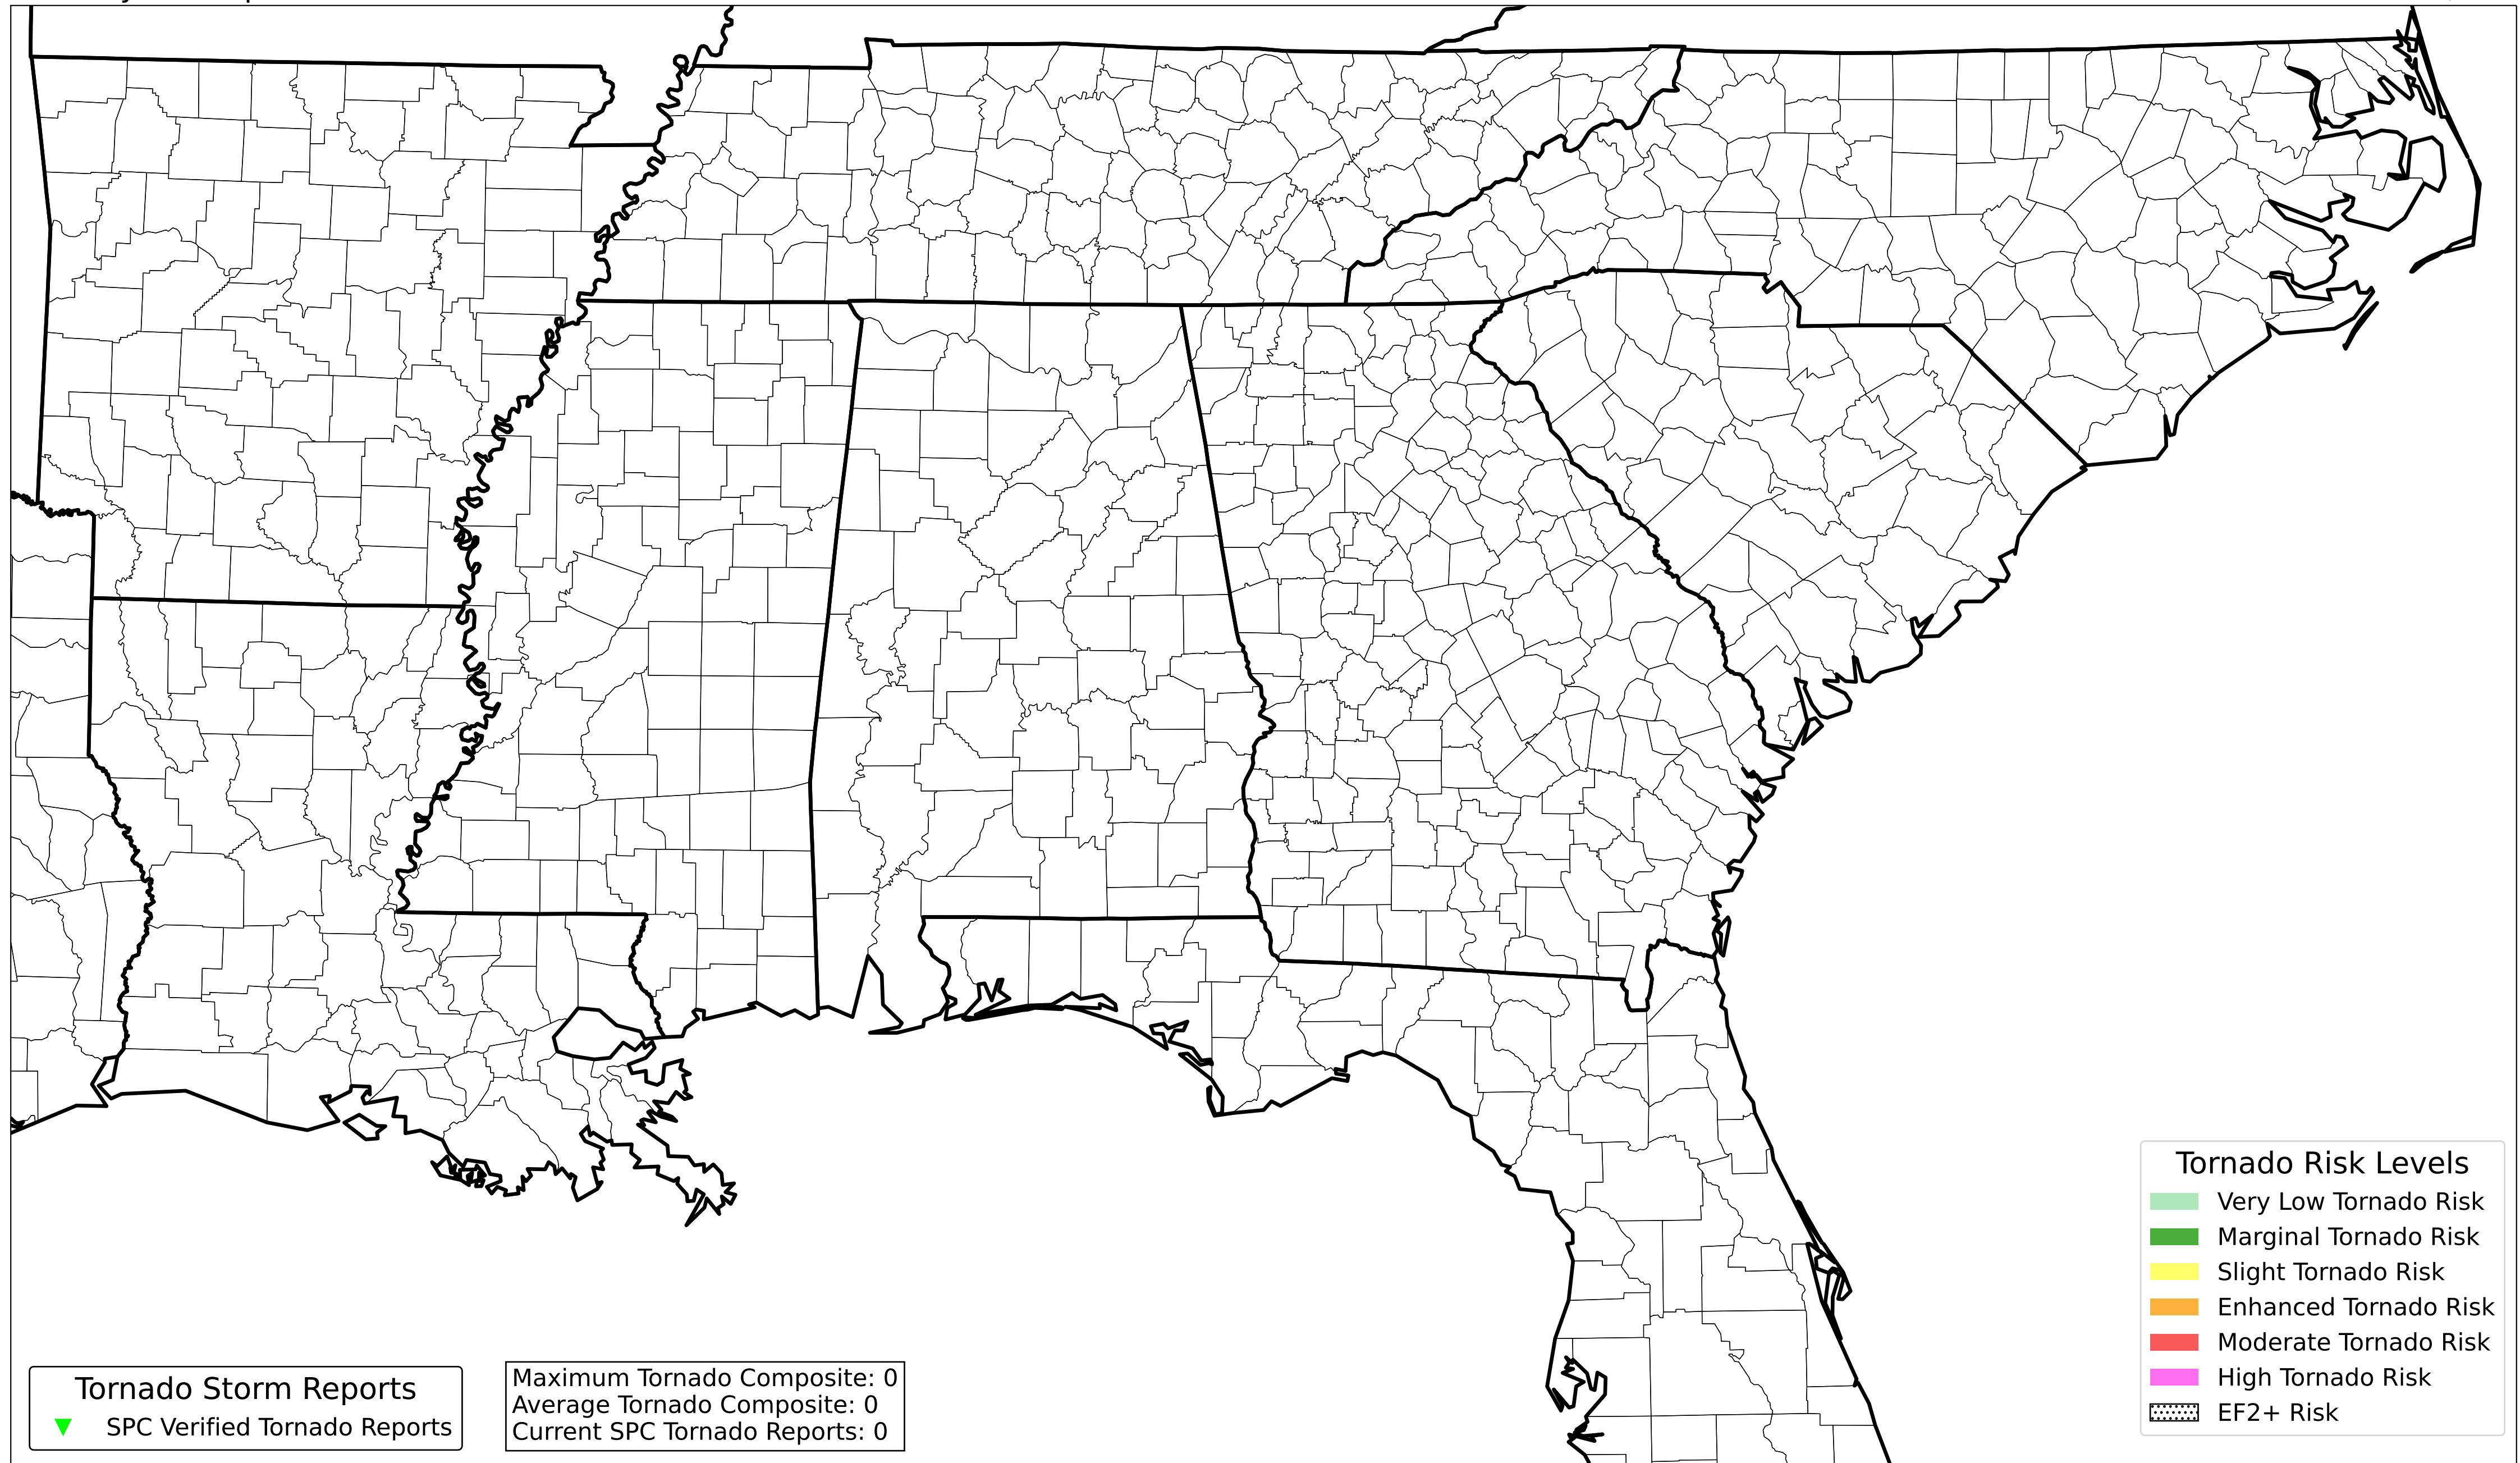 Tornado Storm Reports
SPC Verified Tornado Reports
Maximum Tornado Composite: 0
Average Tornado Composite: 0
Current SPC Tornado Reports: 0
Tornado Risk Levels
Very Low Tornado Risk
Marginal Tornado Risk
Slight Tornado Risk
Enhanced Tornado Risk
Moderate Tornado Risk
High Tornado Risk
EF2+ Risk